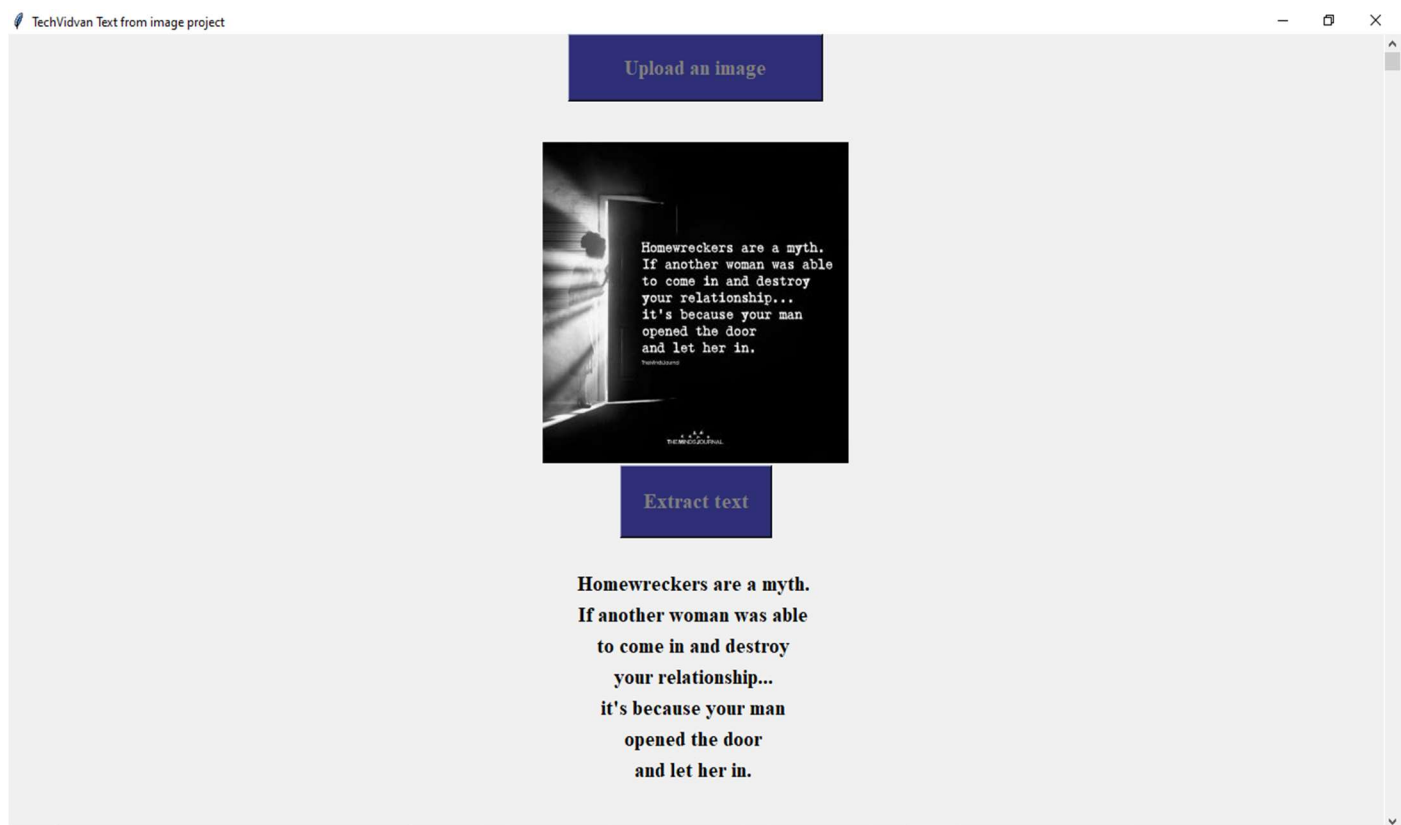 TechVidvan Text from image project
Upload an image
Homewreckers are a myth.
If another woman was able
to come in and destroy
your relationship...
it's because your man
opened the door
and let her in.
TheMindsJournal
THEMINDSJOURNAL
Extract text
Homewreckers are a myth.
If another woman was able
to come in and destroy
your relationship...
it's because your man
opened the door
and let her in.